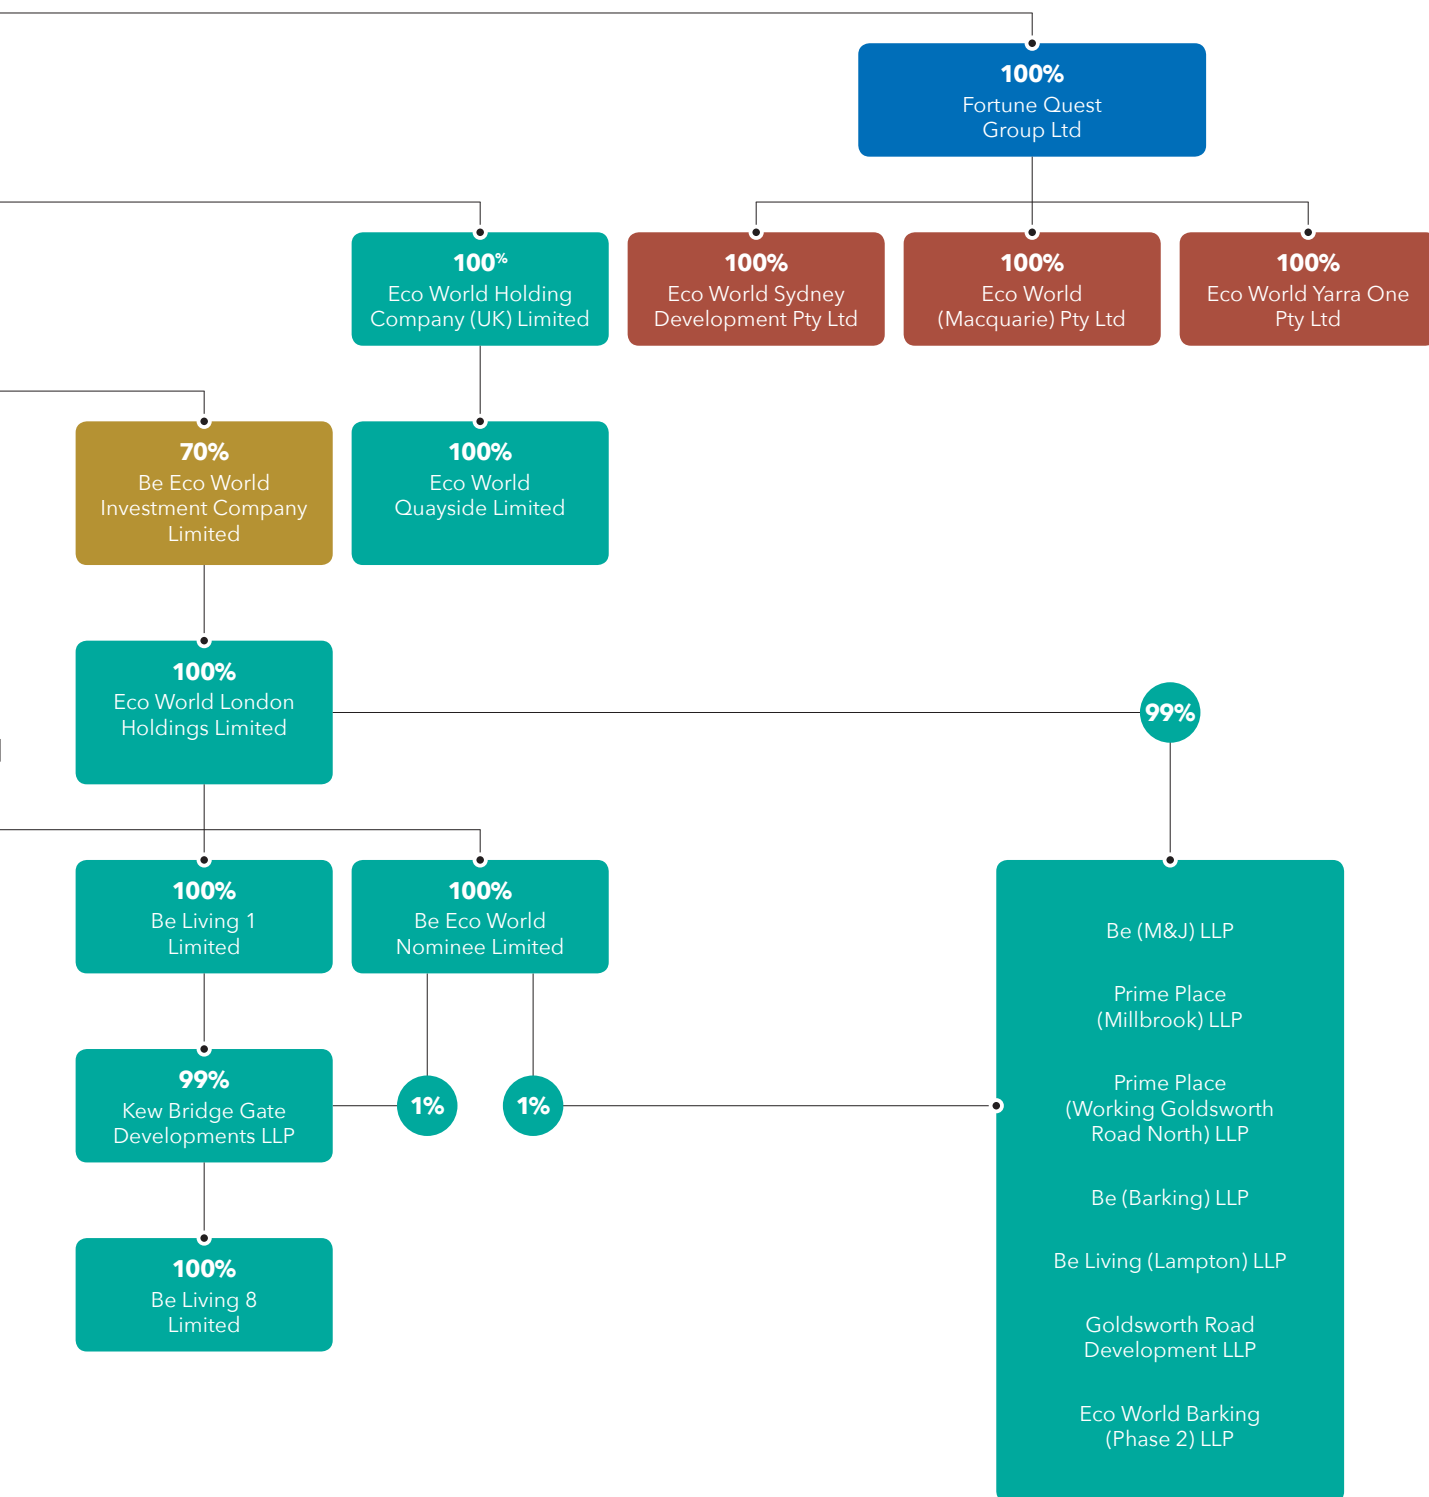 100%
Fortune Quest
Group Ltd
100%
Eco World Holding
Company (UK) Limited
100%
Eco World Sydney
Development Pty Ltd
100%
Eco World
(Macquarie) Pty Ltd
100%
Eco World Yarra One
Pty Ltd
70%
Be Eco World
Investment Company
Limited
100%
Eco World
Quayside Limited
100%
Eco World London
Holdings Limited
99%
100%
Be Living 1
Limited
100%
Be Eco World
Nominee Limited
99%
Kew Bridge Gate
Developments LLP
1%
1%
100%
Be Living 8
Limited
Be (M&J) LLP
Prime Place
(Millbrook) LLP
Prime Place
(Working Goldsworth
Road North) LLP
Be (Barking) LLP
Be Living (Lampton) LLP
Goldsworth Road
Development LLP
Eco World Barking
(Phase 2) LLP